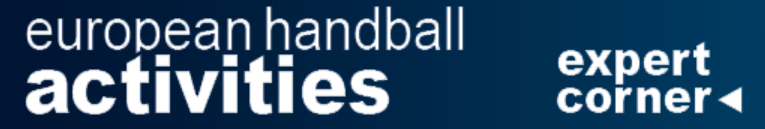 european handball
activities
expert
corner